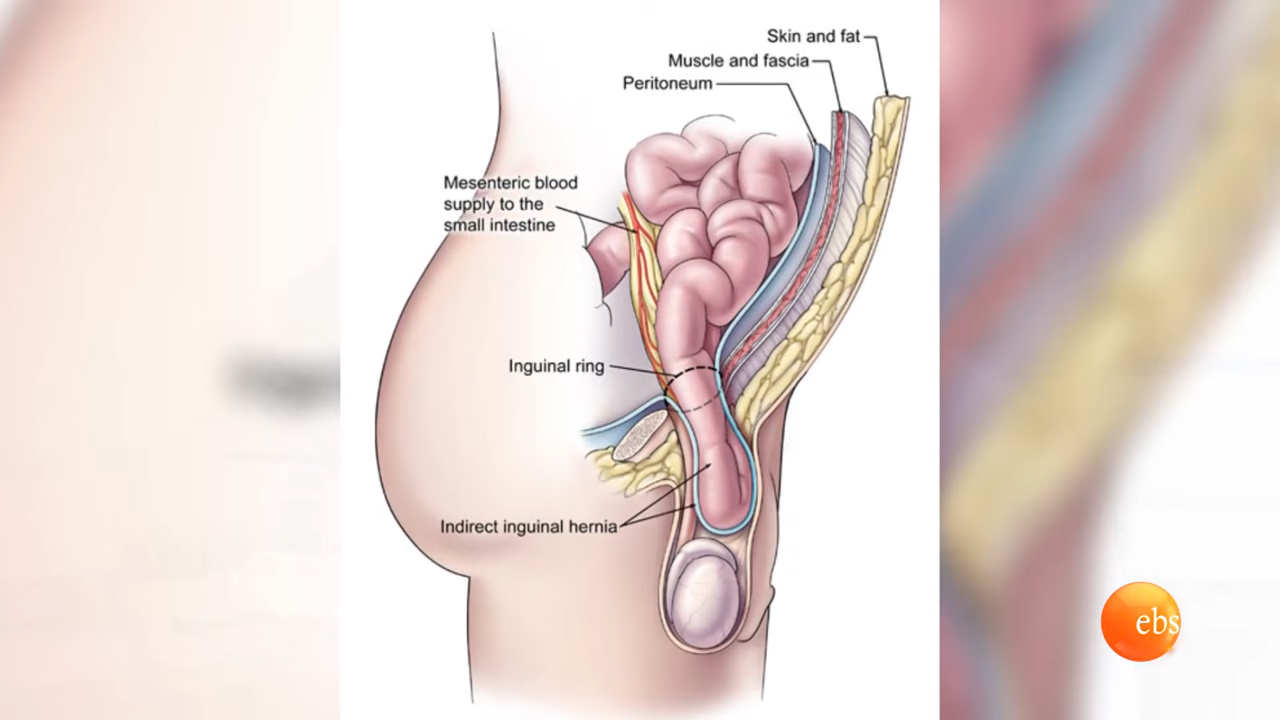 Skin and fat
Muscle and fascia
Peritoneum
Mesenteric blood
supply to the
small intestine
Inguinal ring
Indirect inguinal hernia
ebs